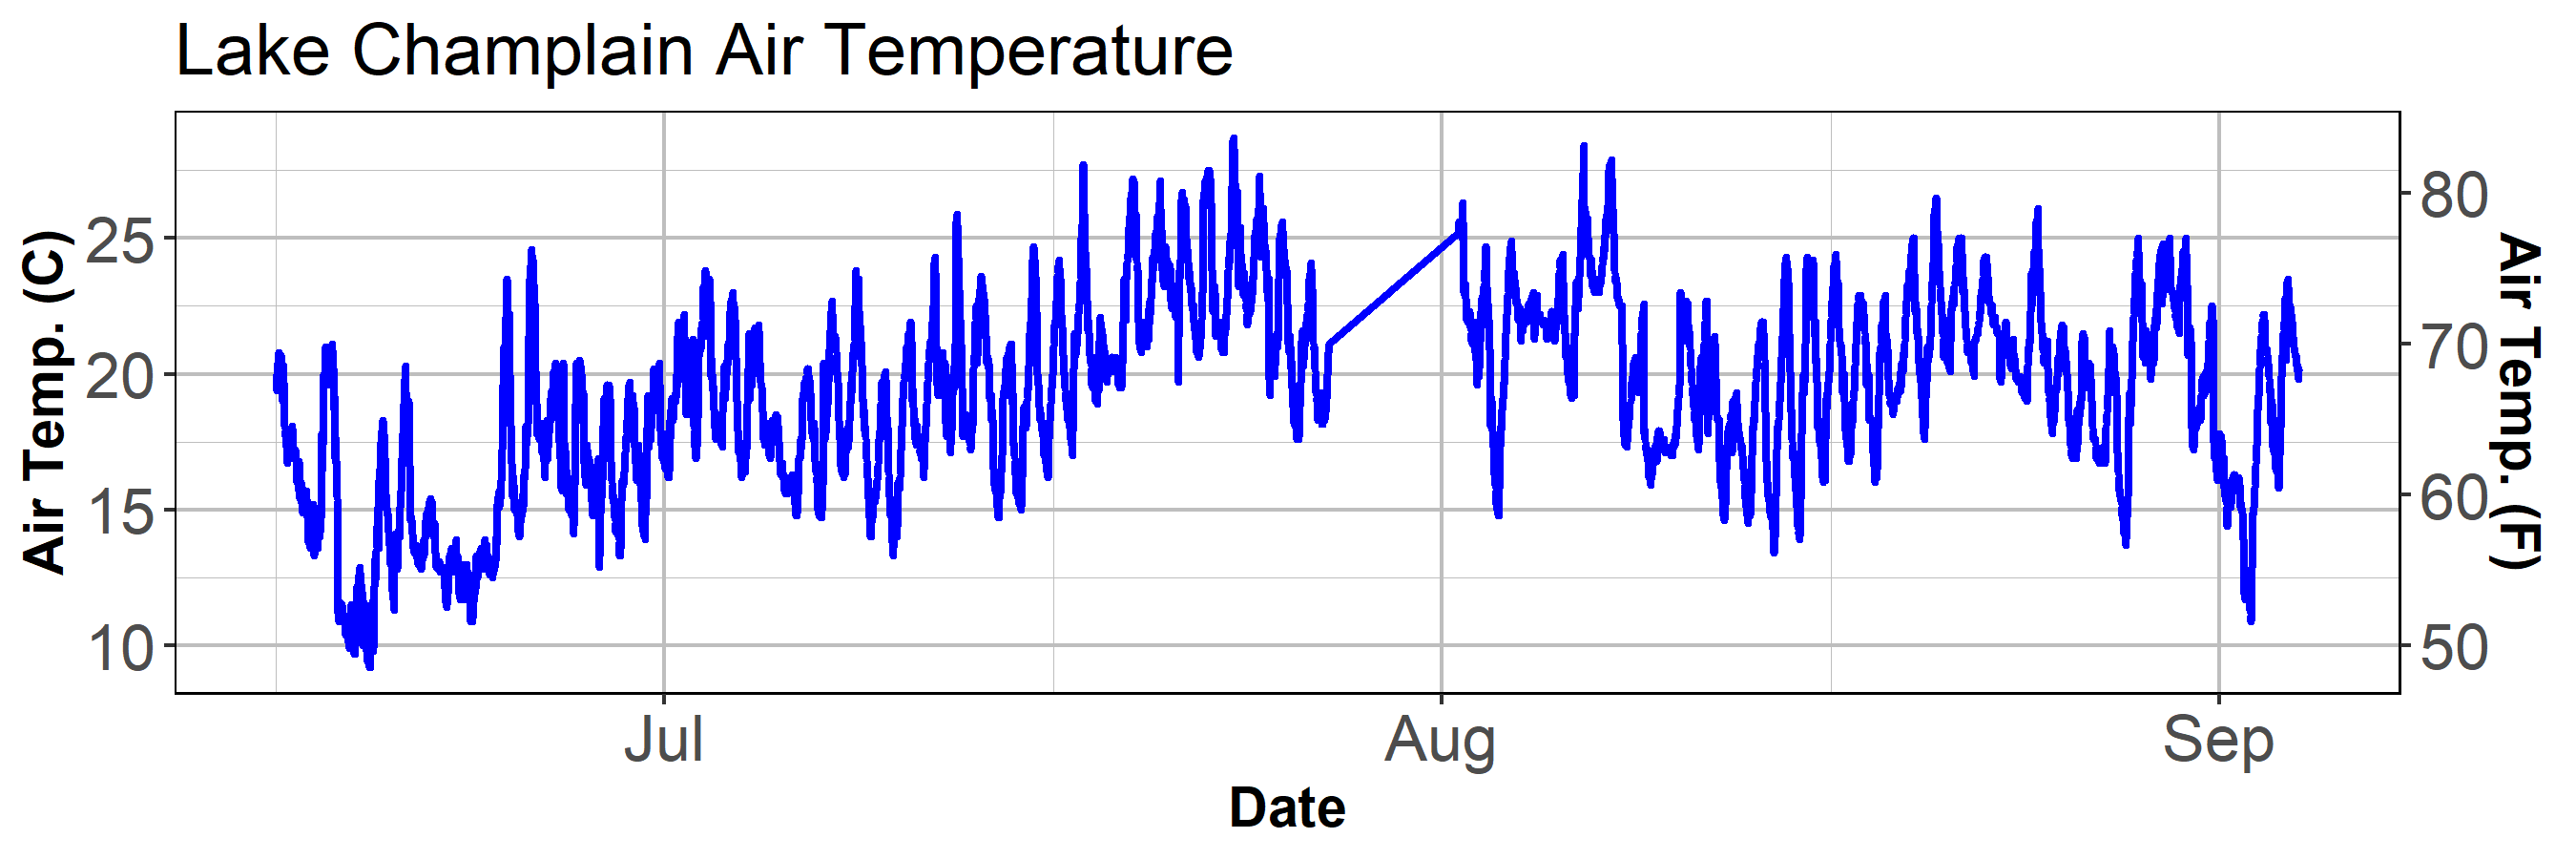 Lake Champlain Air Temperature
Air Temp. (C)
25
20
15
10
80
70
60
50
Air Temp. (F)
Jul Aug Sep
Date